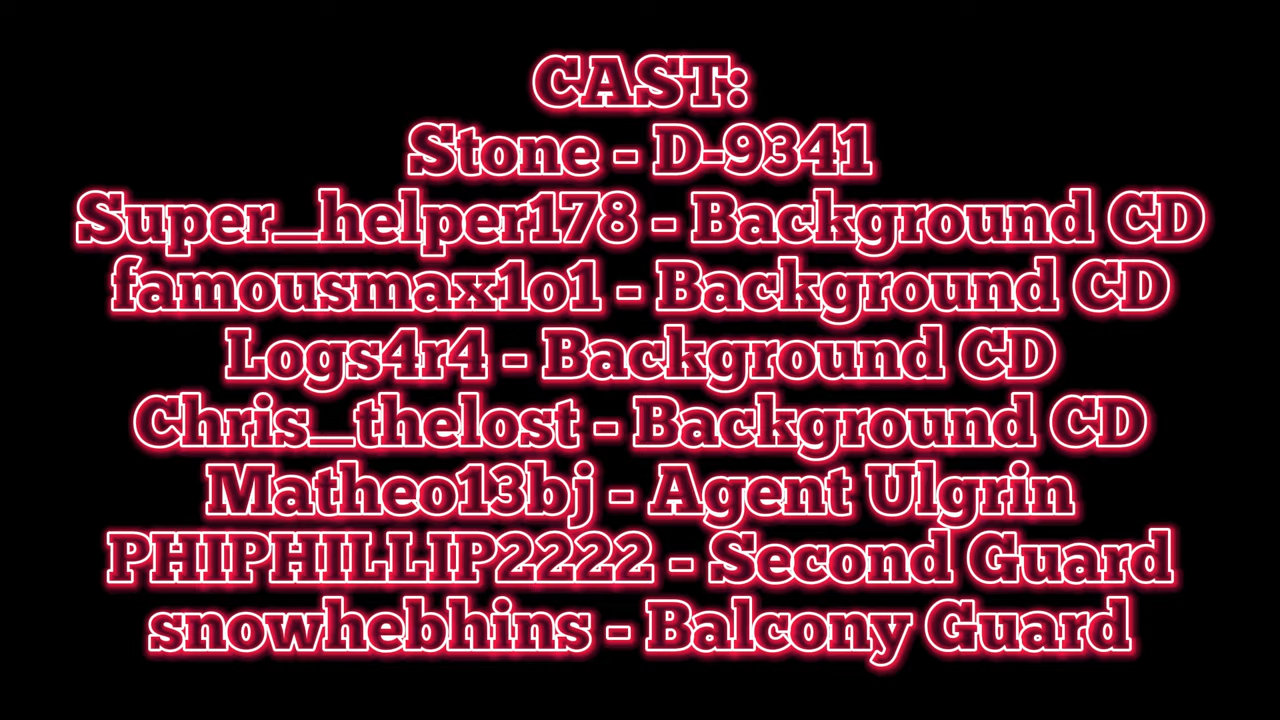 CAST:
Stone - D-9341
Super_helper178 - Background CD
famousmax1o1 - Background CD
Logs4r4 - Background CD
Chris_thelost - Background CD
Matheo13bj - Agent Ulgrin
PHIPHILLIP2222 - Second Guard
snowhebhins - Balcony Guard